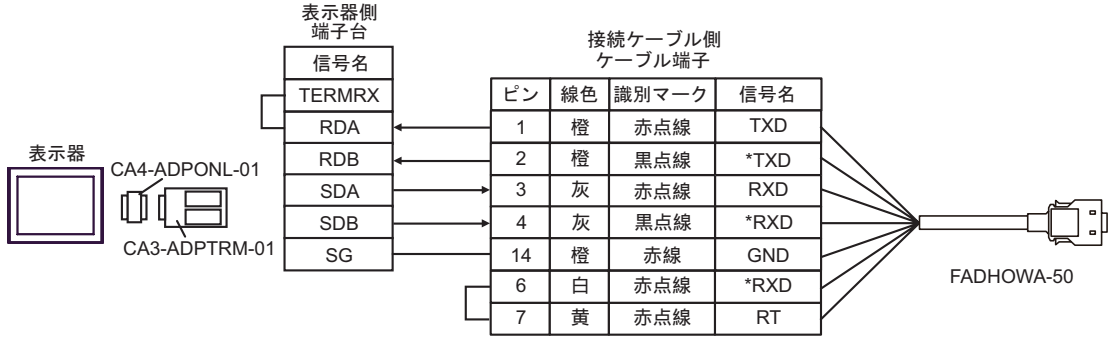 表示器側
端子台
信号名
TERMRX
RDA
RDB
SDA
SDB
SG
接続ケーブル側
ケーブル端子
ピン 線色 識別マーク 信号名
1 橙 赤点線 TXD
2 橙 黒点線 *TXD
3 灰 赤点線 RXD
4 灰 黒点線 *RXD
14 橙 赤線 GND
6 白 赤点線 *RXD
7 黄 赤点線 RT
表示器
CA4-ADPONL-01
CA3-ADPTRM-01
FADHOWA-50